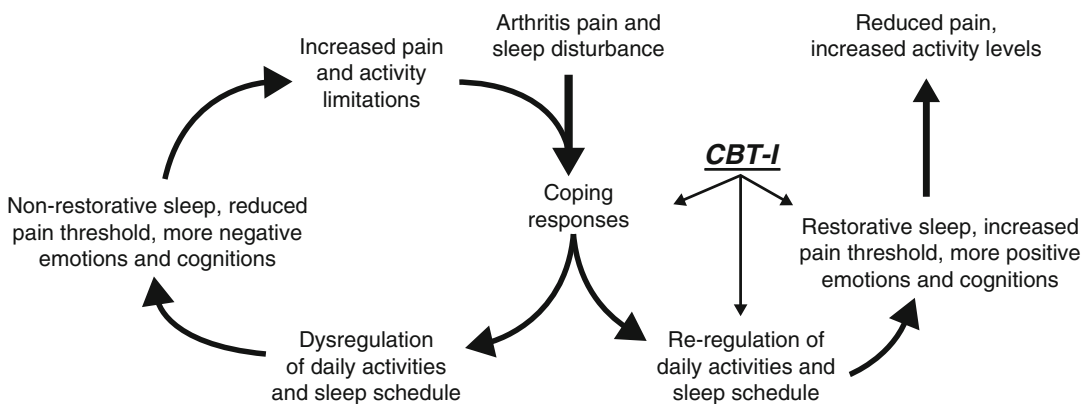 Arthritis pain and
sleep disturbance
Reduced pain,
increased activity levels
Increased pain
and activity
limitations
CBT-I
Coping
responses
Non-restorative sleep, reduced
pain threshold, more negative
emotions and cognitions
Restorative sleep, increased
pain threshold, more positive
emotions and cognitions
Dysregulation
of daily activities
and sleep schedule
Re-regulation of
daily activities and
sleep schedule